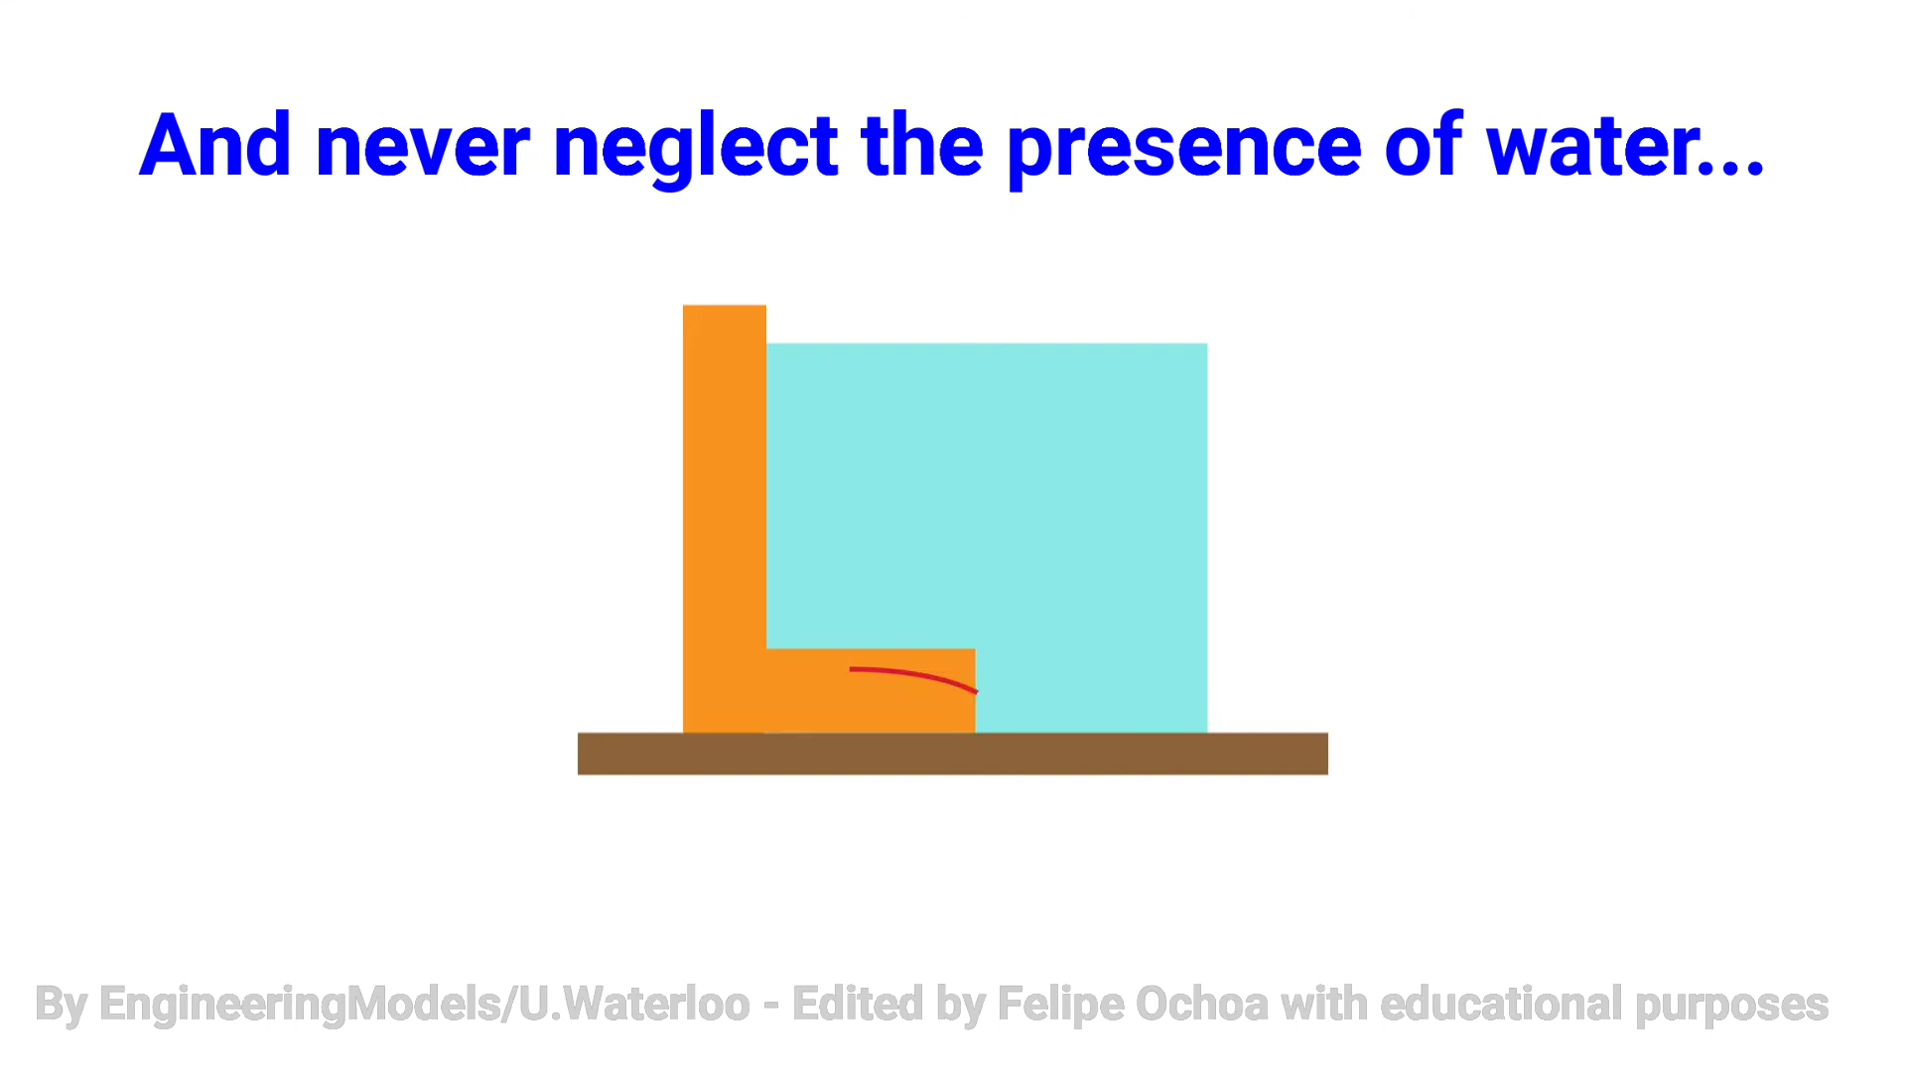 And never neglect the presence of water...
By EngineeringModels/U.Waterloo - Edited by Felipe Ochoa with educational purposes